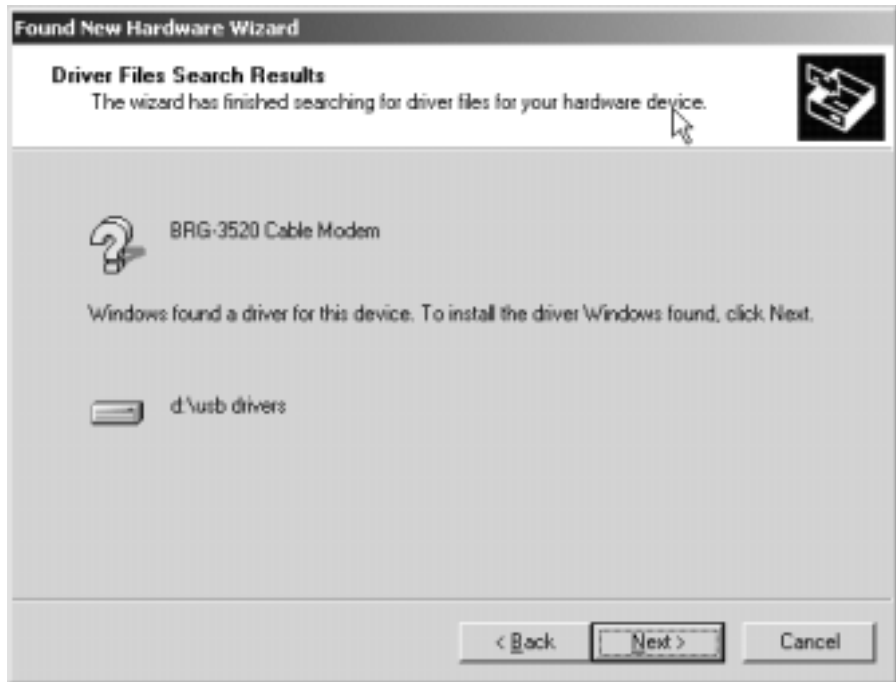 Found New Hardware Wizard
Driver Files Search Results
The wizard has finished searching for driver files for your hardware device.
BRG-3520 Cable Modem
Windows found a driver for this device. To install the driver Windows found, click Next.
d:\usb drivers
< Back
Next >
Cancel